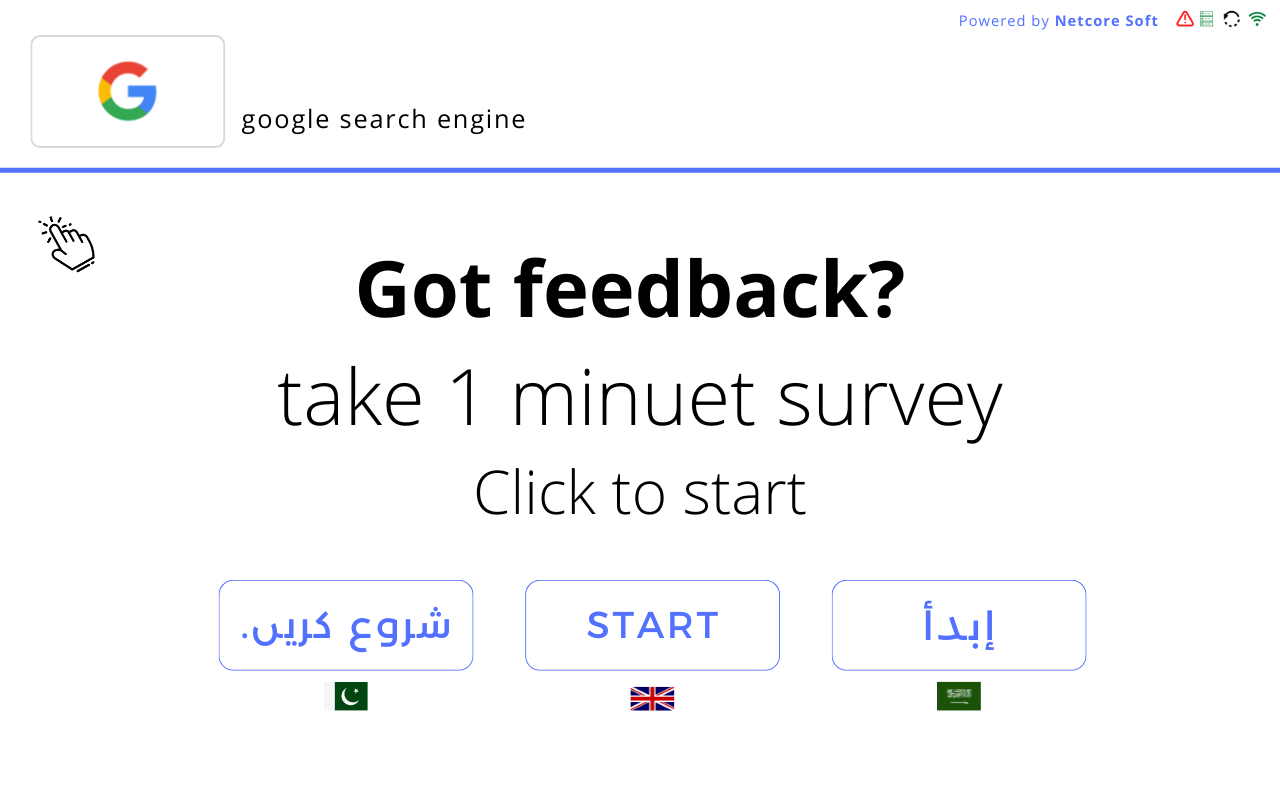 Powered by Netcore Soft
google search engine
Got feedback?
take 1 minuet survey
Click to start
شروع کریں.
START
إبدأ